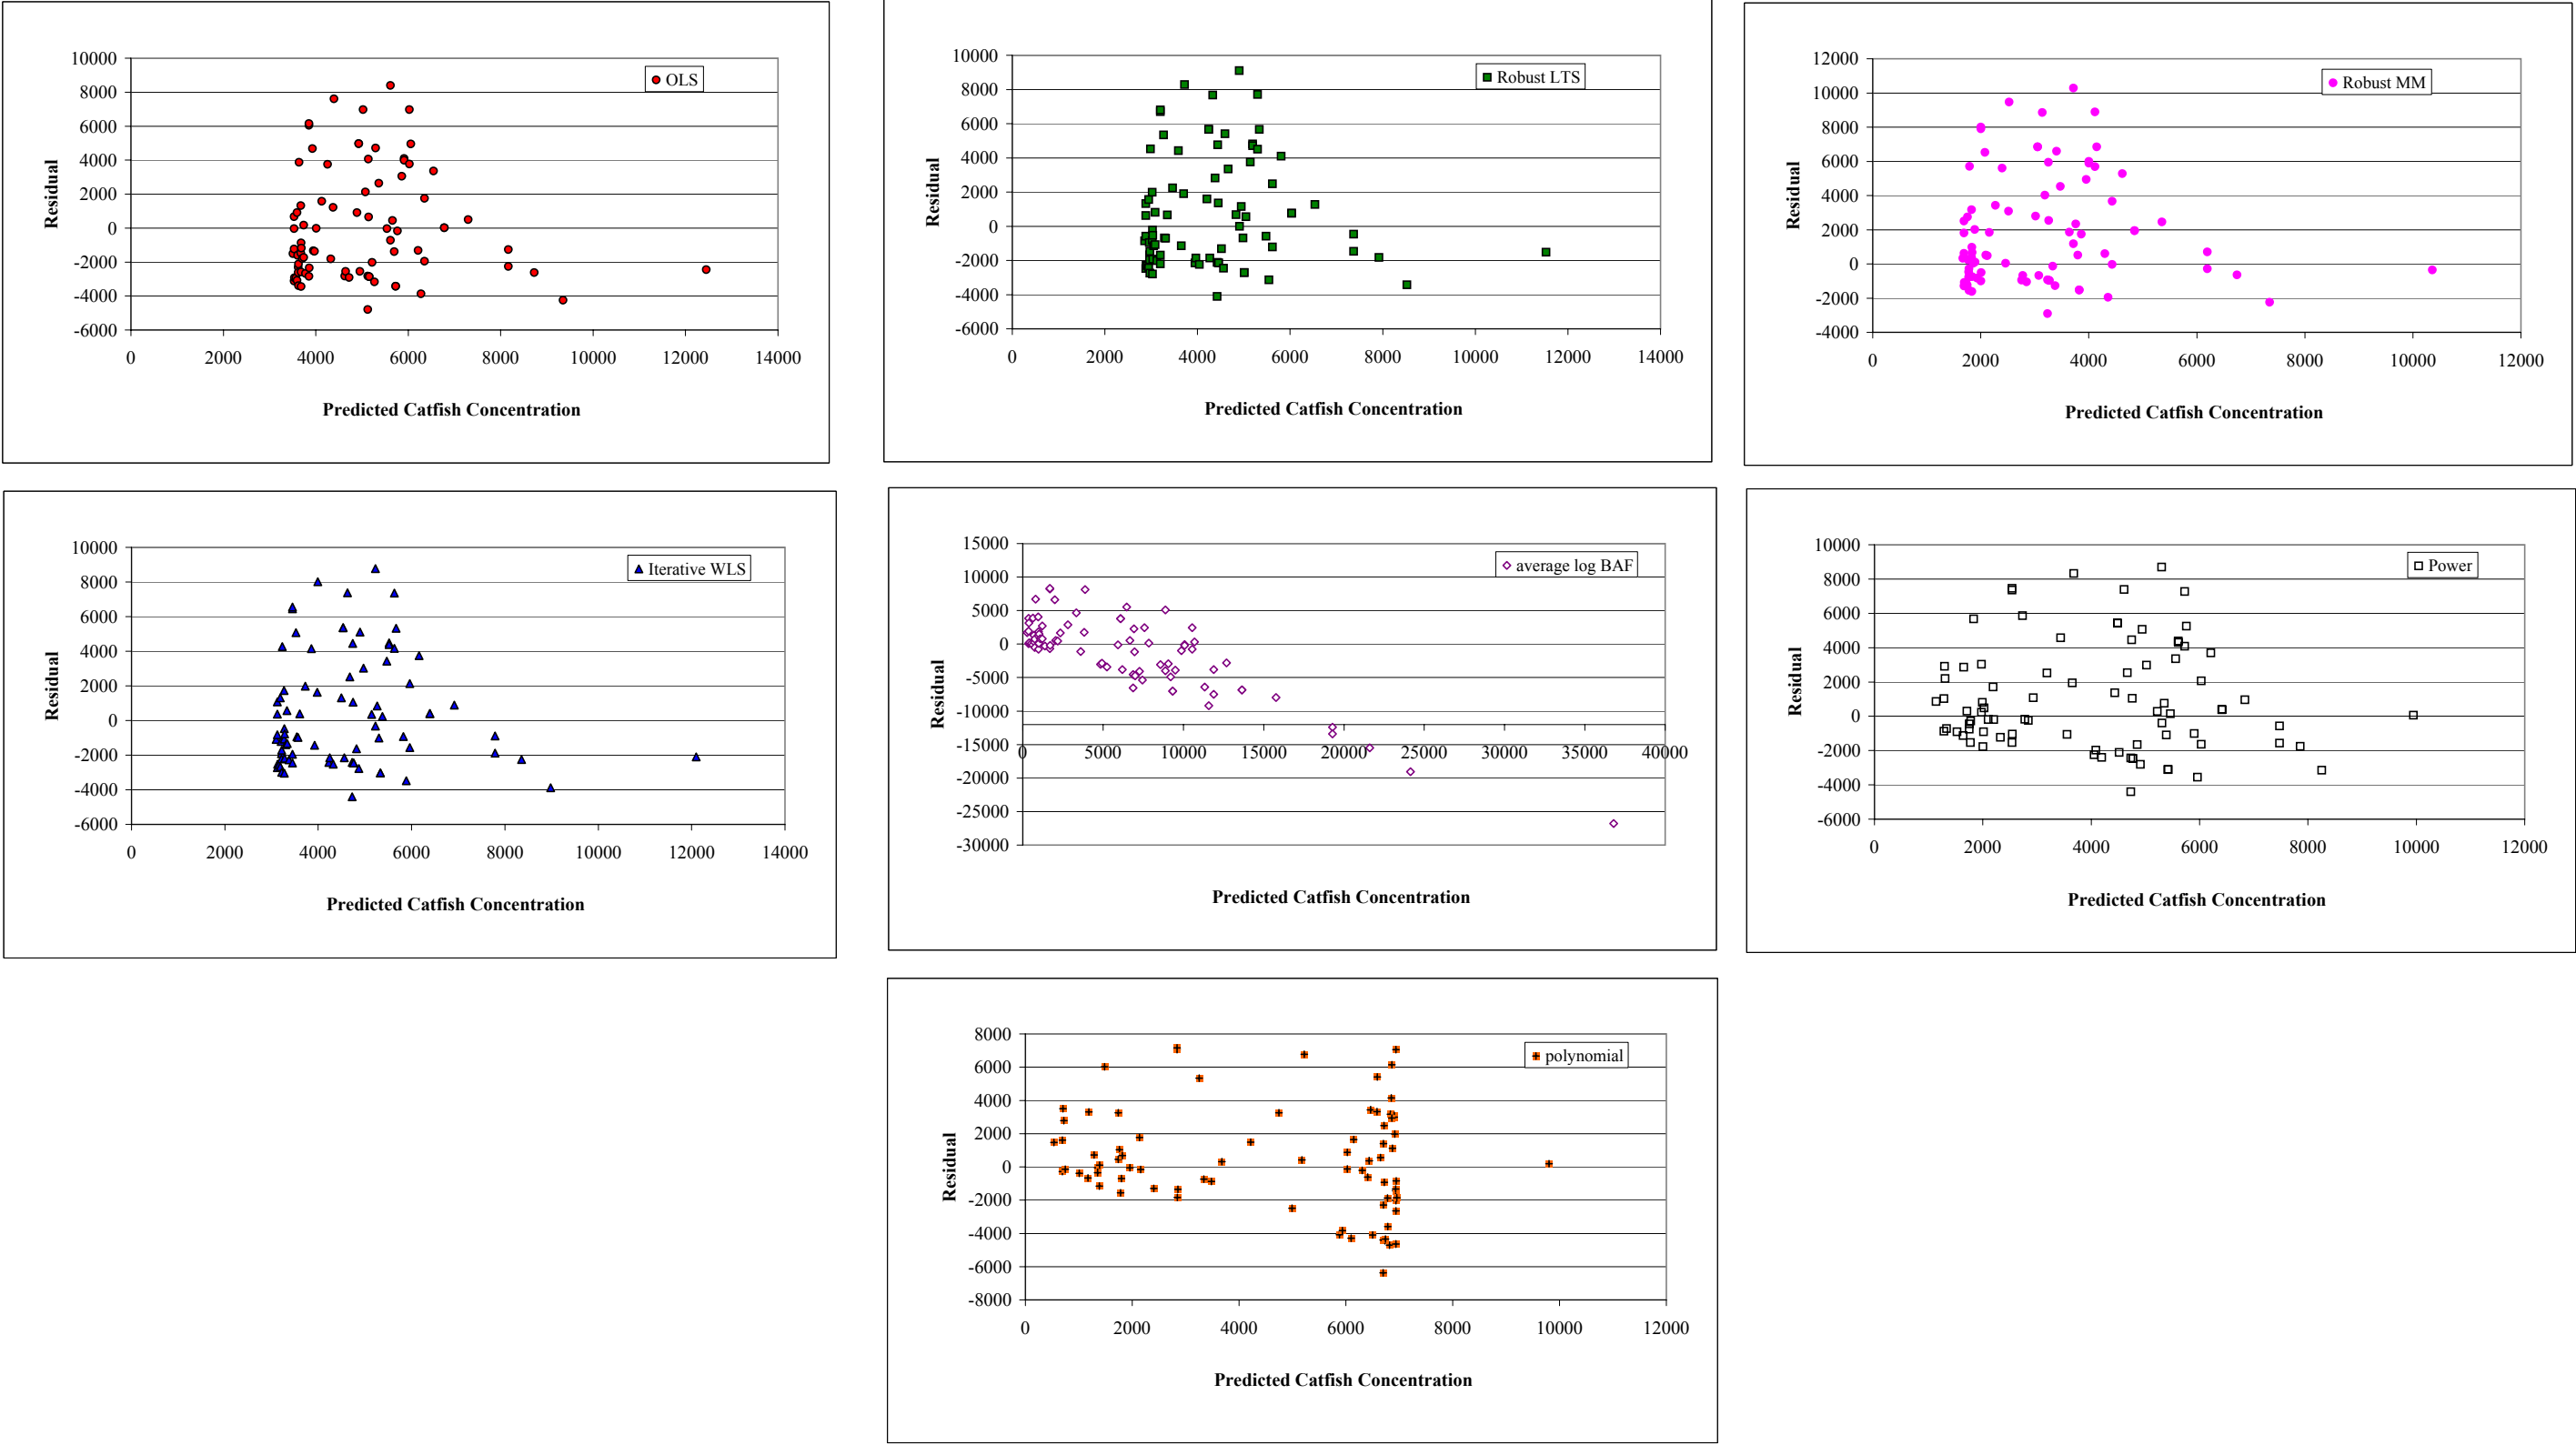 10000
8000
6000
4000
2000
0
-2000
-4000
-6000
0 2000 4000 6000 8000 10000 12000 14000
Residual
Predicted Catfish Concentration
OLS
10000
8000
6000
4000
2000
0
-2000
-4000
-6000
0 2000 4000 6000 8000 10000 12000 14000
Residual
Predicted Catfish Concentration
Robust LTS
12000
10000
8000
6000
4000
2000
0
-2000
-4000
0 2000 4000 6000 8000 10000 12000
Residual
Predicted Catfish Concentration
Robust MM
10000
8000
6000
4000
2000
0
-2000
-4000
-6000
0 2000 4000 6000 8000 10000 12000 14000
Residual
Predicted Catfish Concentration
Iterative WLS
15000
10000
5000
0
-5000
-10000
-15000
-20000
-25000
-30000
0 5000 10000 15000 20000 25000 30000 35000 40000
Residual
Predicted Catfish Concentration
average log BAF
10000
8000
6000
4000
2000
0
-2000
-4000
-6000
0 2000 4000 6000 8000 10000 12000
Residual
Predicted Catfish Concentration
Power
8000
6000
4000
2000
0
-2000
-4000
-6000
-8000
0 2000 4000 6000 8000 10000 12000
Residual
Predicted Catfish Concentration
polynomial